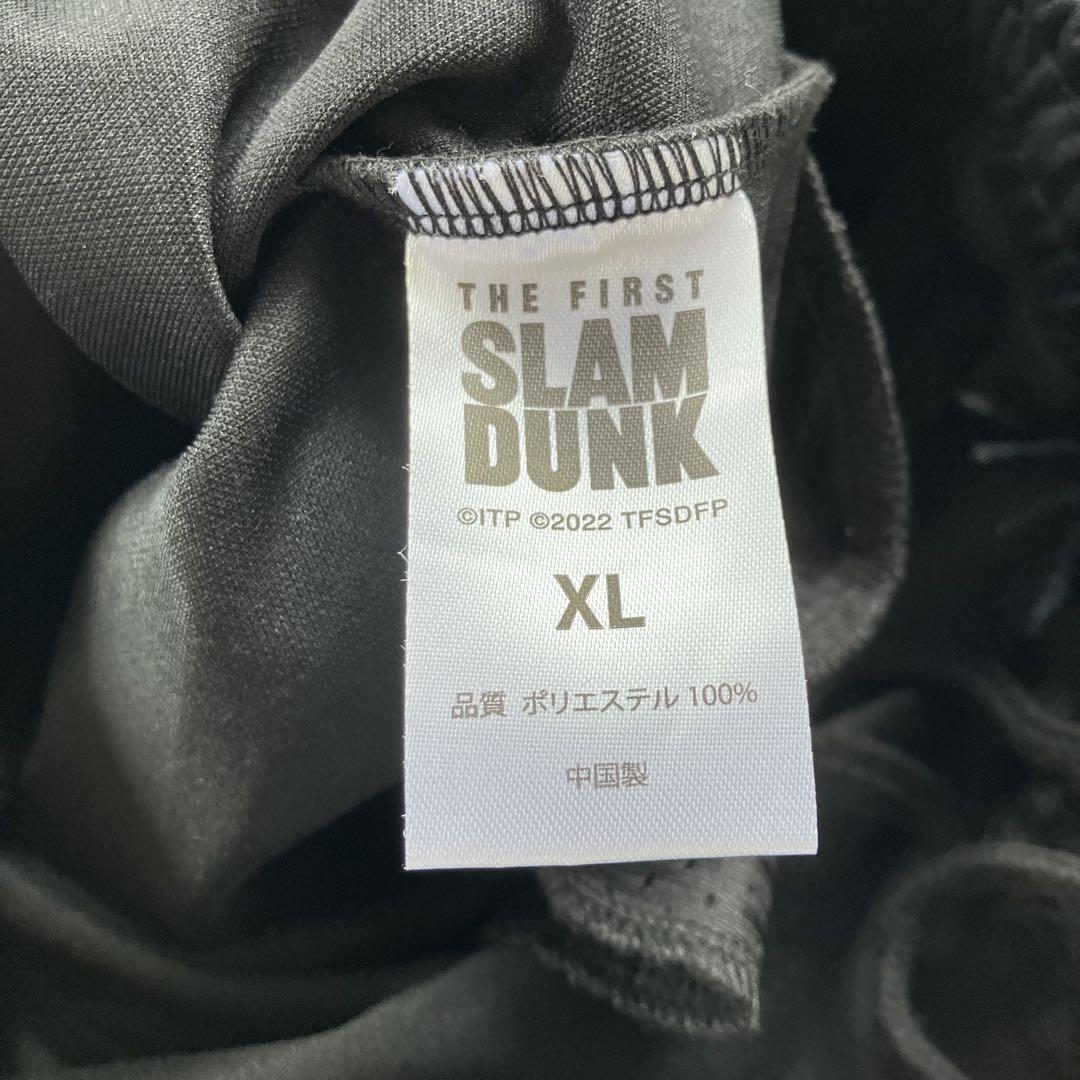 THE FIRST
SLAM
DUNK
©ITP ©2022 TFSDFP
XL
品質 ポリエステル 100%
中国製